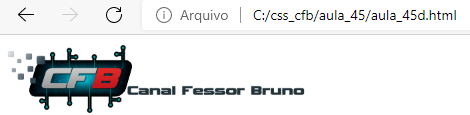 Arquivo C:/css_cfb/aula_45/aula_45d.html
CFB
Canal Fessor Bruno